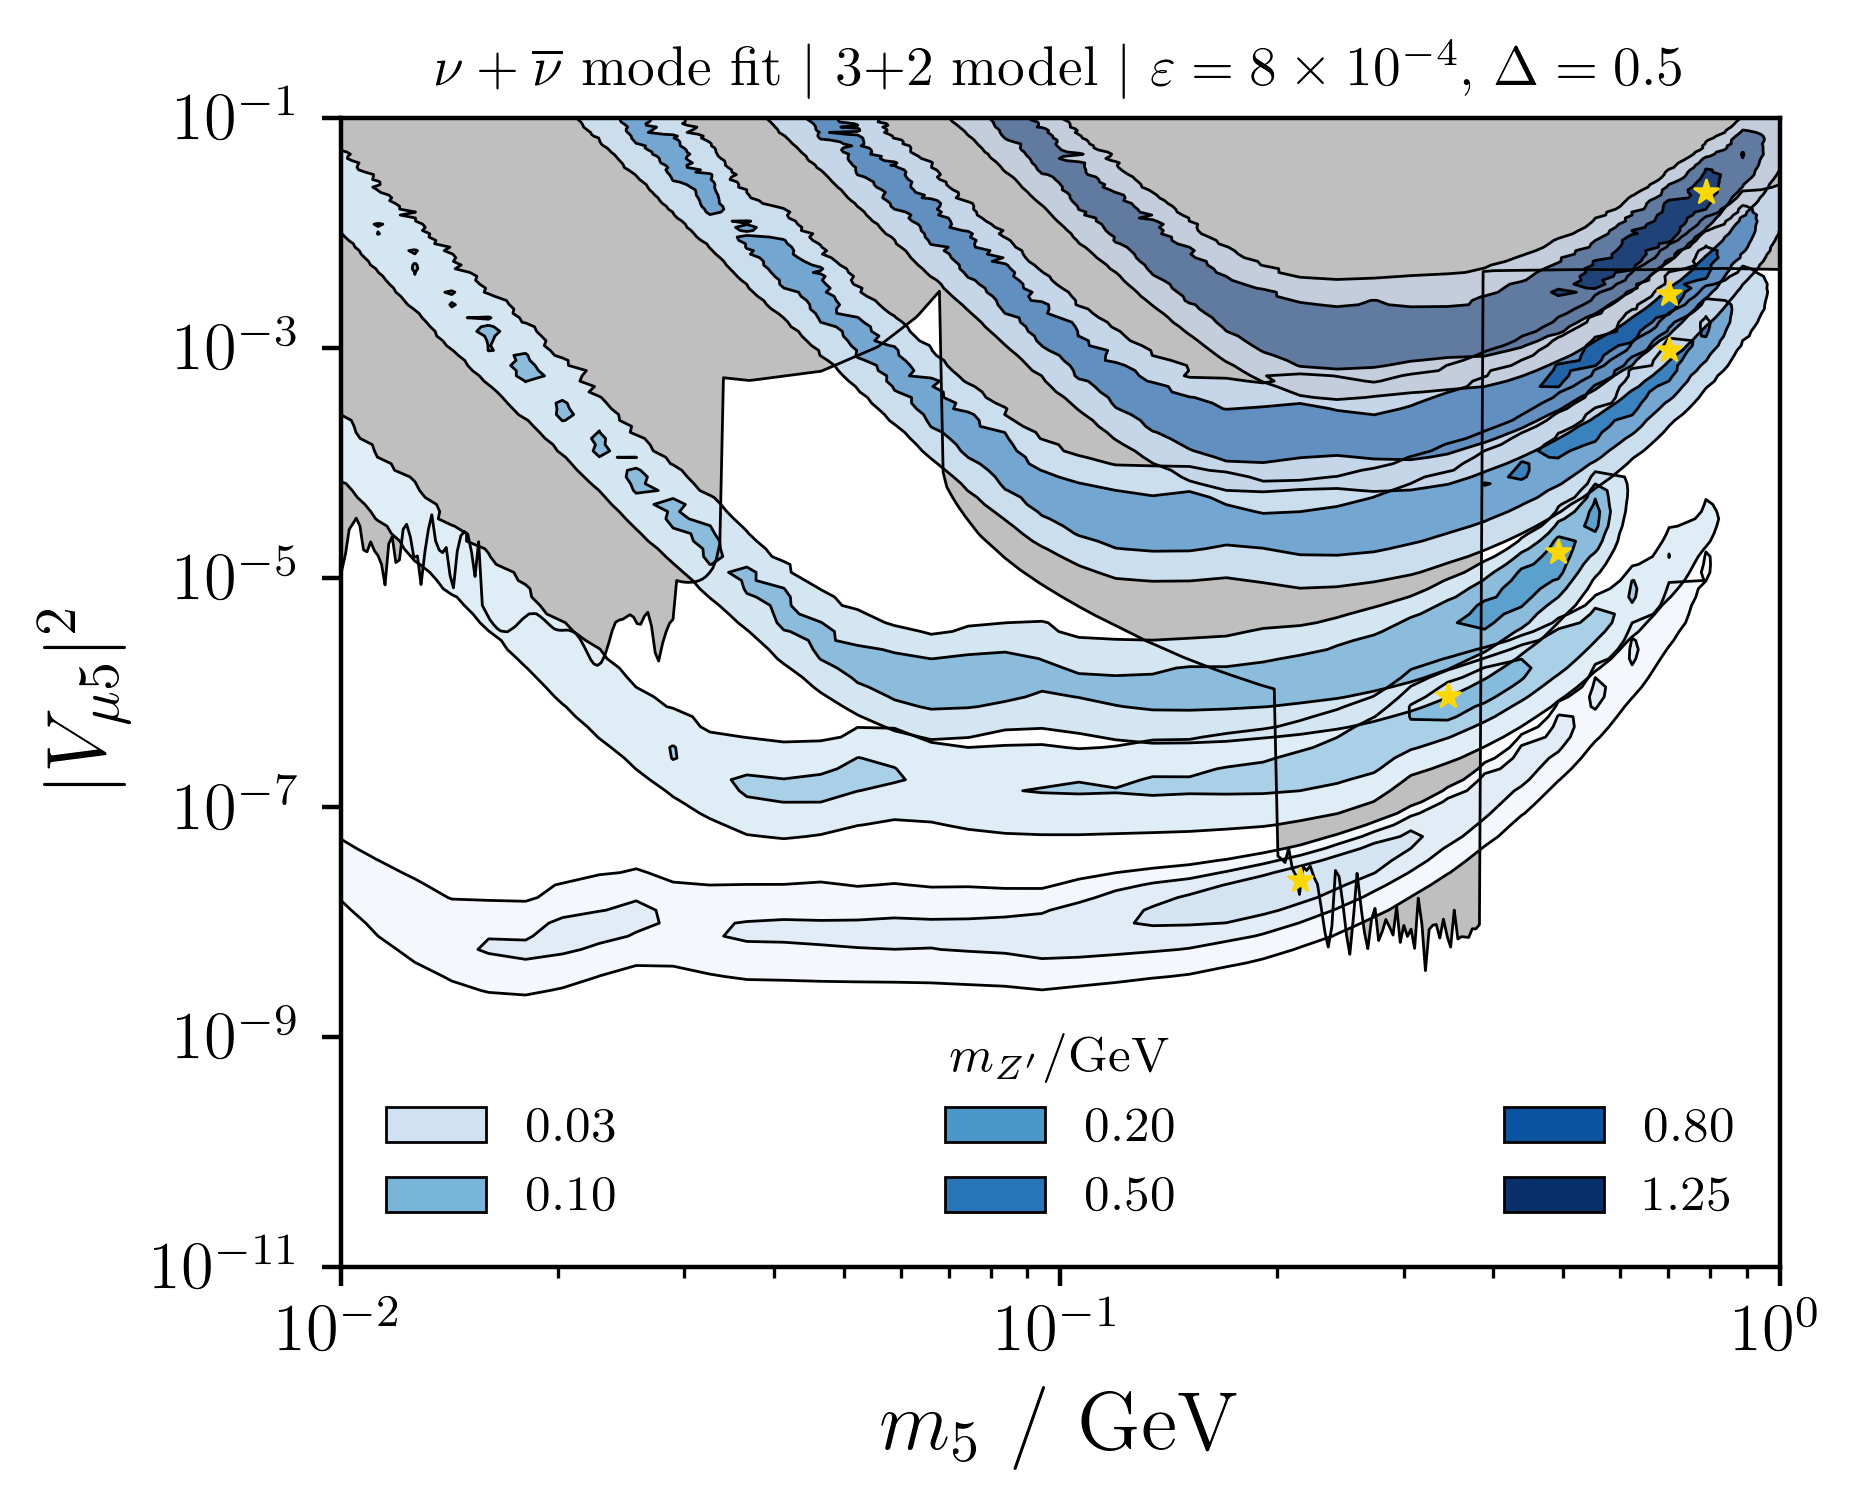 ν + ν̅ mode fit | 3+2 model | ε = 8 × 10⁻⁴, Δ = 0.5
10⁻¹
10⁻³
10⁻⁵
10⁻⁷
10⁻⁹
10⁻¹¹
|V_μ5|²
m_Z′/GeV
0.03 0.20 0.80
0.10 0.50 1.25
10⁻² 10⁻¹ 10⁰
m₅ / GeV